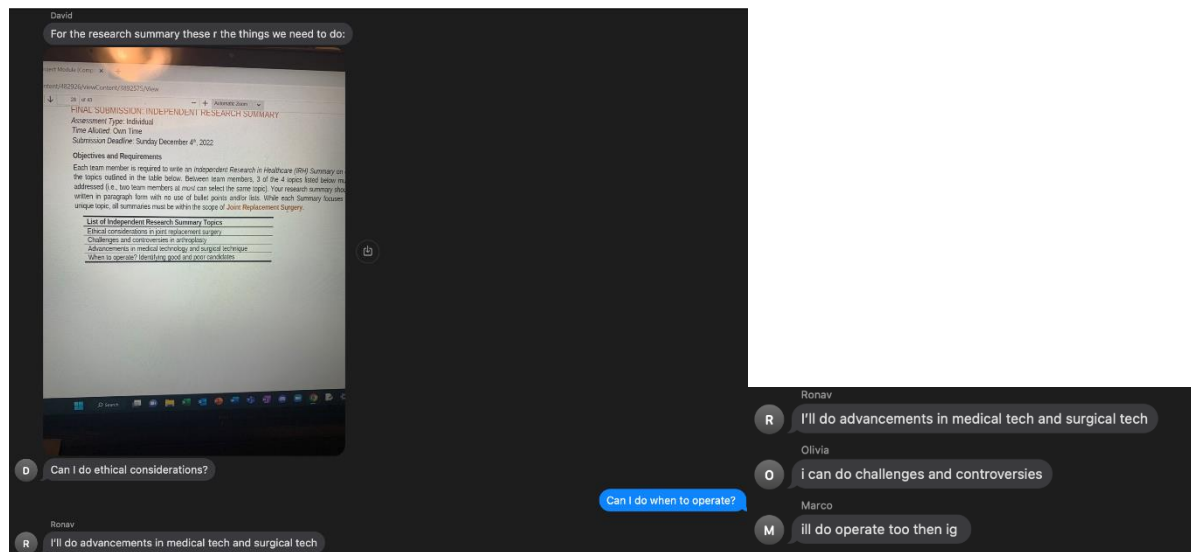 David
For the research summary these r the things we need to do:
FINAL SUBMISSION: INDEPENDENT RESEARCH SUMMARY
Assessment Type: Individual
Time Allotted: Own Time
Submission Deadline: Sunday December 4th, 2022
Objectives and Requirements
Each team member is required to write an Independent Research in Healthcare (IRH) Summary on
the topics outlined in the table below. Between team members, 3 of the 4 topics listed below
addressed (i.e., two team members at most can select the same topic). Your research summary
written in paragraph form with no use of bullet points and/or lists. While each Summary focuses
unique topic, all summaries must be within the scope of Joint Replacement Surgery.
List of Independent Research Summary Topics
Ethical considerations in joint replacement surgery
Challenges and controversies in arthroplasty
Advancements in medical technology and surgical technique
When to operate? Identifying good and poor candidates
Search
D
Can I do ethical considerations?
Can I do when to operate?
Ronav
R
I'll do advancements in medical tech and surgical tech
Ronav
R
I'll do advancements in medical tech and surgical tech
Olivia
O
i can do challenges and controversies
Marco
M
ill do operate too then ig